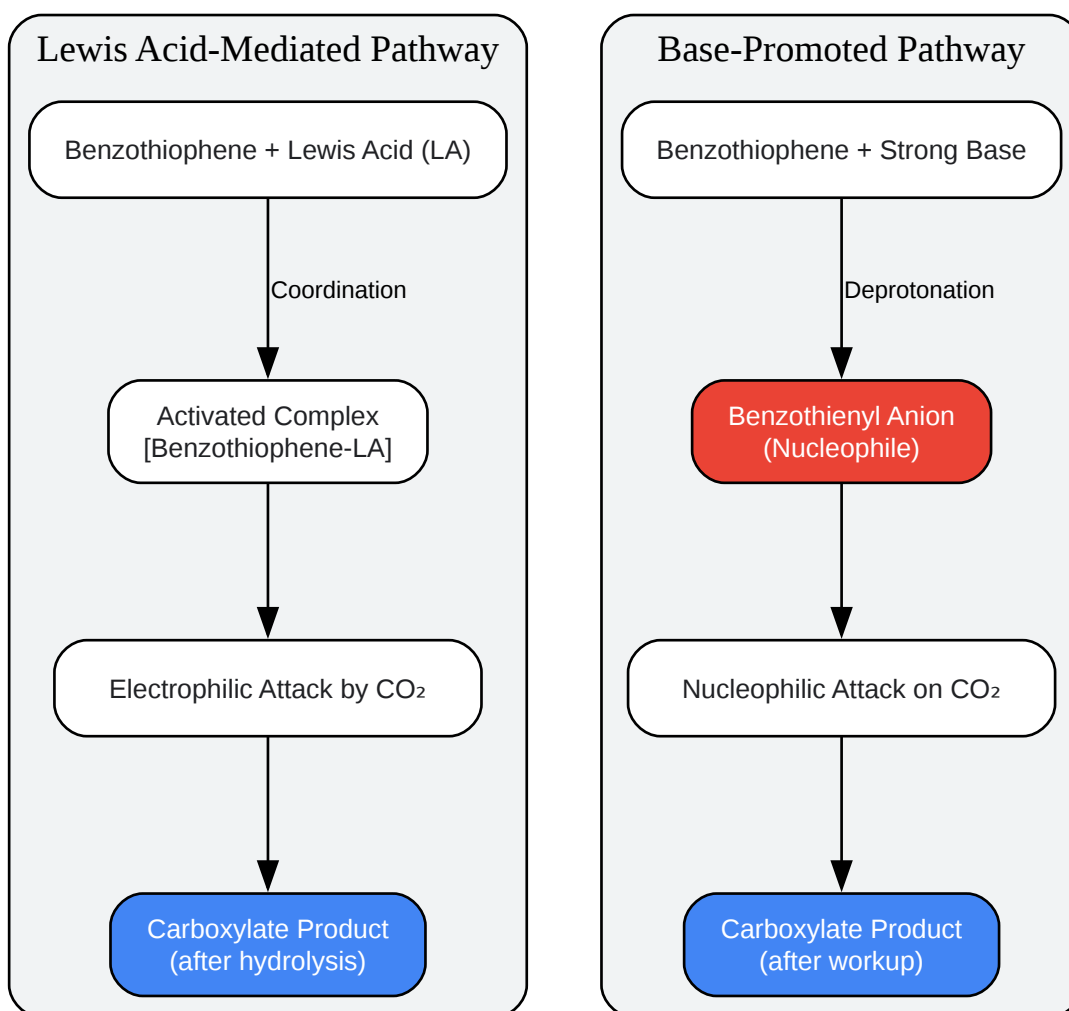 Lewis Acid-Mediated Pathway
Benzothiophene + Lewis Acid (LA)
Coordination
Activated Complex
[Benzothiophene-LA]
Electrophilic Attack by CO₂
Carboxylate Product
(after hydrolysis)
Base-Promoted Pathway
Benzothiophene + Strong Base
Deprotonation
Benzothienyl Anion
(Nucleophile)
Nucleophilic Attack on CO₂
Carboxylate Product
(after workup)